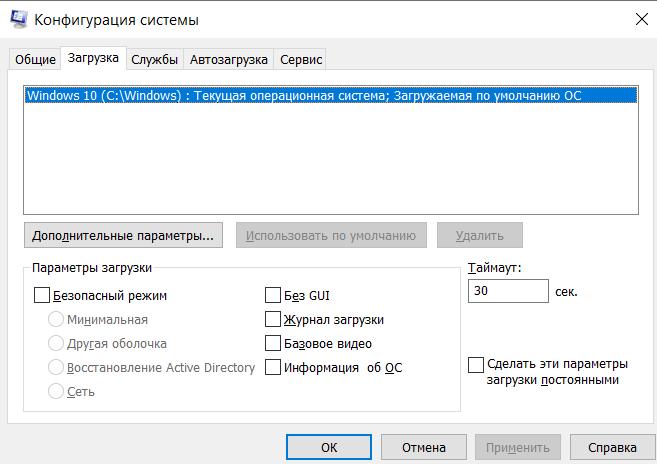 Конфигурация системы
Общие Загрузка Службы Автозагрузка Сервис
Windows 10 (C:\Windows) : Текущая операционная система; Загружаемая по умолчанию ОС
Дополнительные параметры... Использовать по умолчанию Удалить
Параметры загрузки
Таймаут:
Безопасный режим
Без GUI
30 сек.
Минимальная
Журнал загрузки
Другая оболочка
Базовое видео
Восстановление Active Directory
Информация об ОС
Сделать эти параметры
загрузки постоянными
Сеть
ОК Отмена Применить Справка